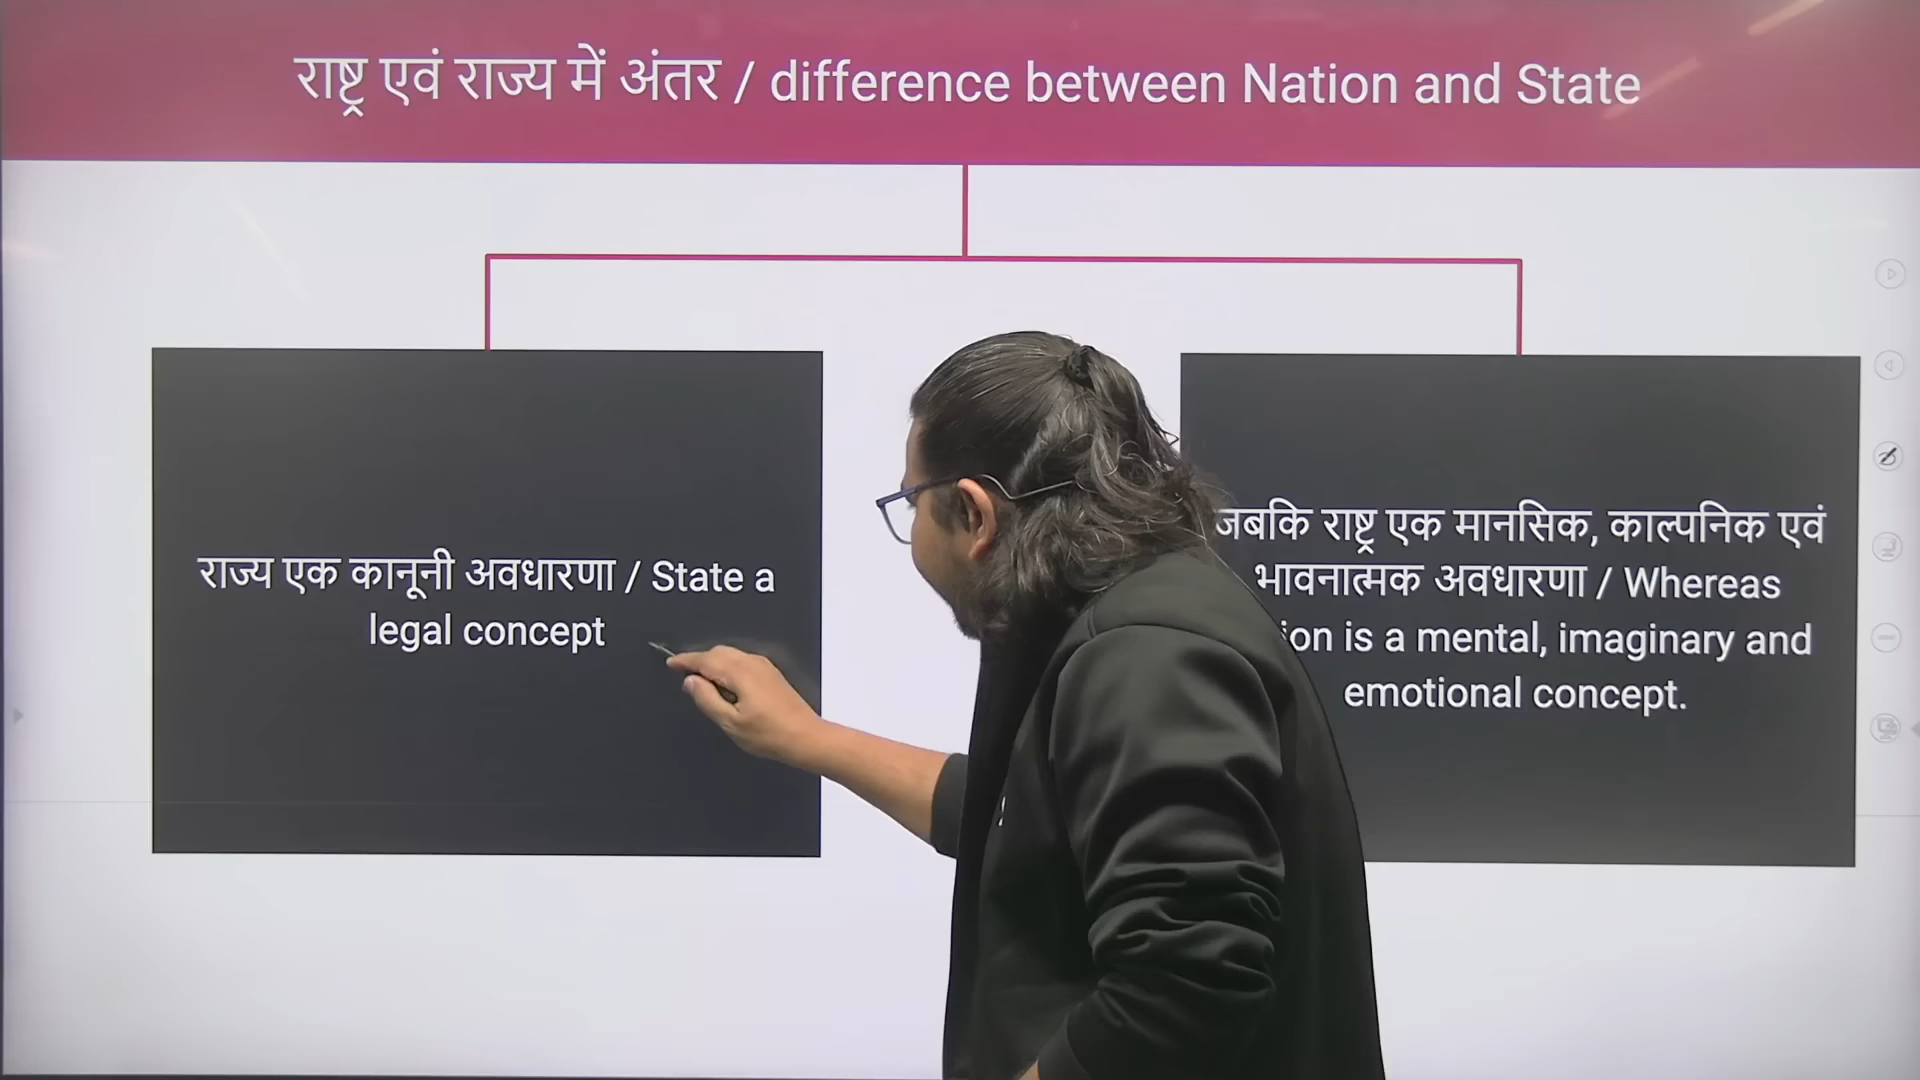 राष्ट्र एवं राज्य में अंतर / difference between Nation and State
राज्य एक कानूनी अवधारणा / State a
legal concept
जबकि राष्ट्र एक मानसिक, काल्पनिक एवं
भावनात्मक अवधारणा / Whereas
is a mental, imaginary and
emotional concept.